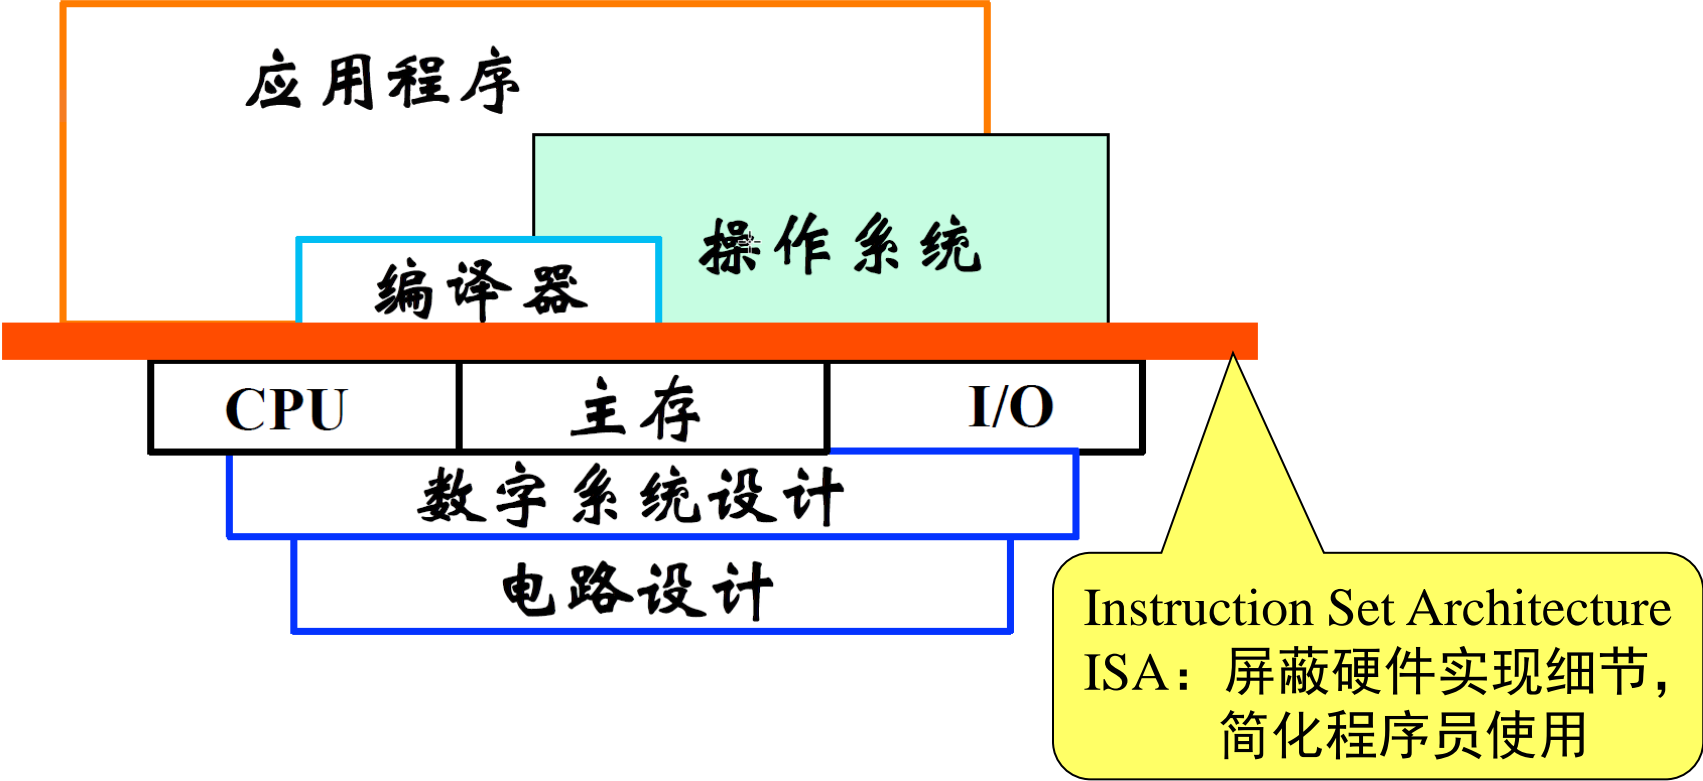 应用程序
操作系统
编译器
CPU
主存
I/O
数字系统设计
电路设计
Instruction Set Architecture
ISA：屏蔽硬件实现细节，
简化程序员使用